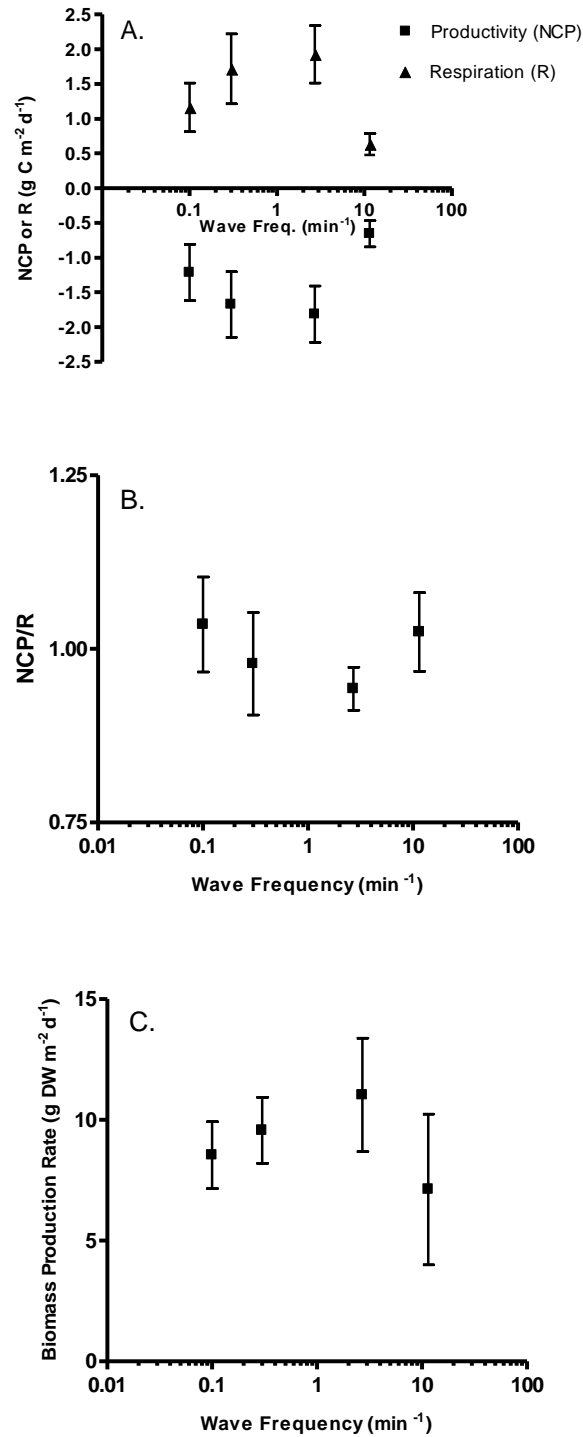 A.
Productivity (NCP)
Respiration (R)
2.5
2.0
1.5
1.0
0.5
0.0
-0.5
-1.0
-1.5
-2.0
-2.5
NCP or R (g C m-2 d-1)
0.1 1 10 100
Wave Freq. (min-1)
B.
1.25
1.00
0.75
NCP/R
0.01 0.1 1 10 100
Wave Frequency (min -1)
C.
15
10
5
0
Biomass Production Rate (g DW m-2 d-1)
0.01 0.1 1 10 100
Wave Frequency (min -1)